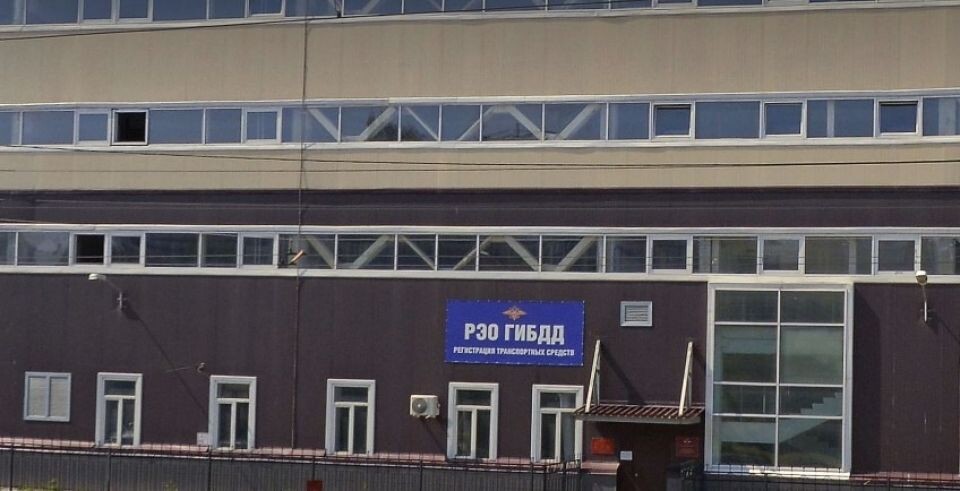 РЭО ГИБДД
РЕГИСТРАЦИЯ ТРАНСПОРТНЫХ СРЕДСТВ